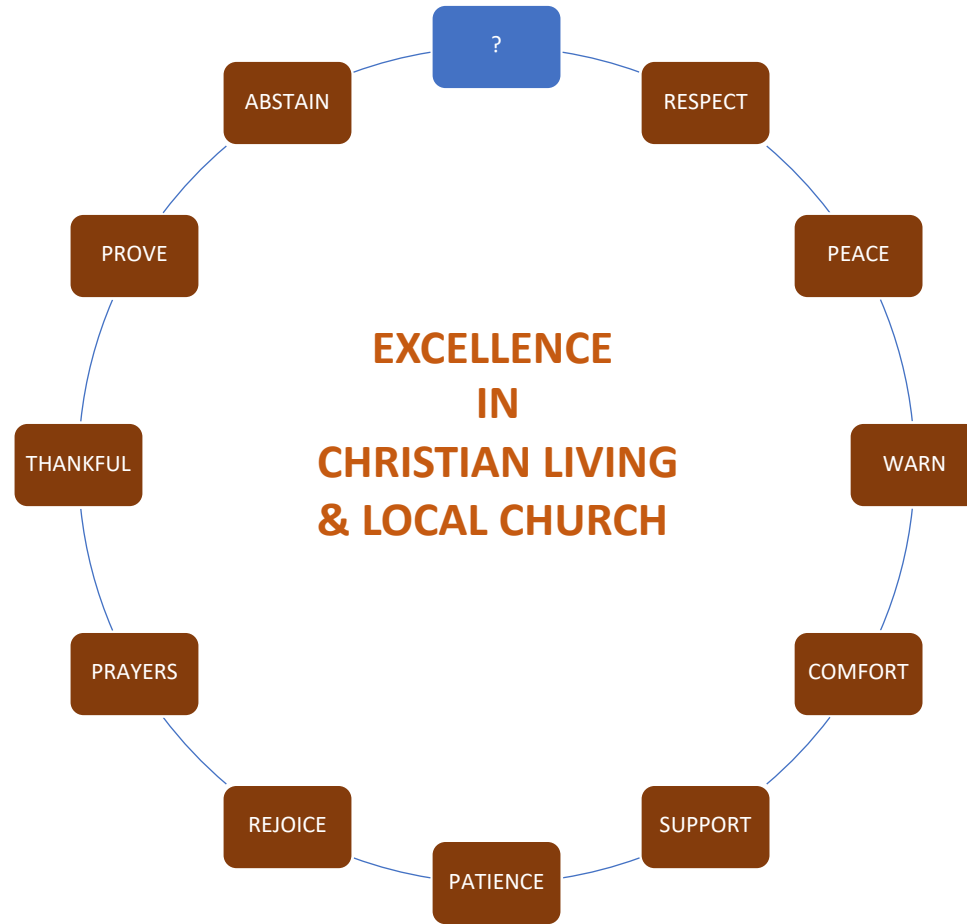 ?
RESPECT
PEACE
WARN
COMFORT
SUPPORT
PATIENCE
REJOICE
PRAYERS
THANKFUL
PROVE
ABSTAIN
EXCELLENCE
IN
CHRISTIAN LIVING
& LOCAL CHURCH